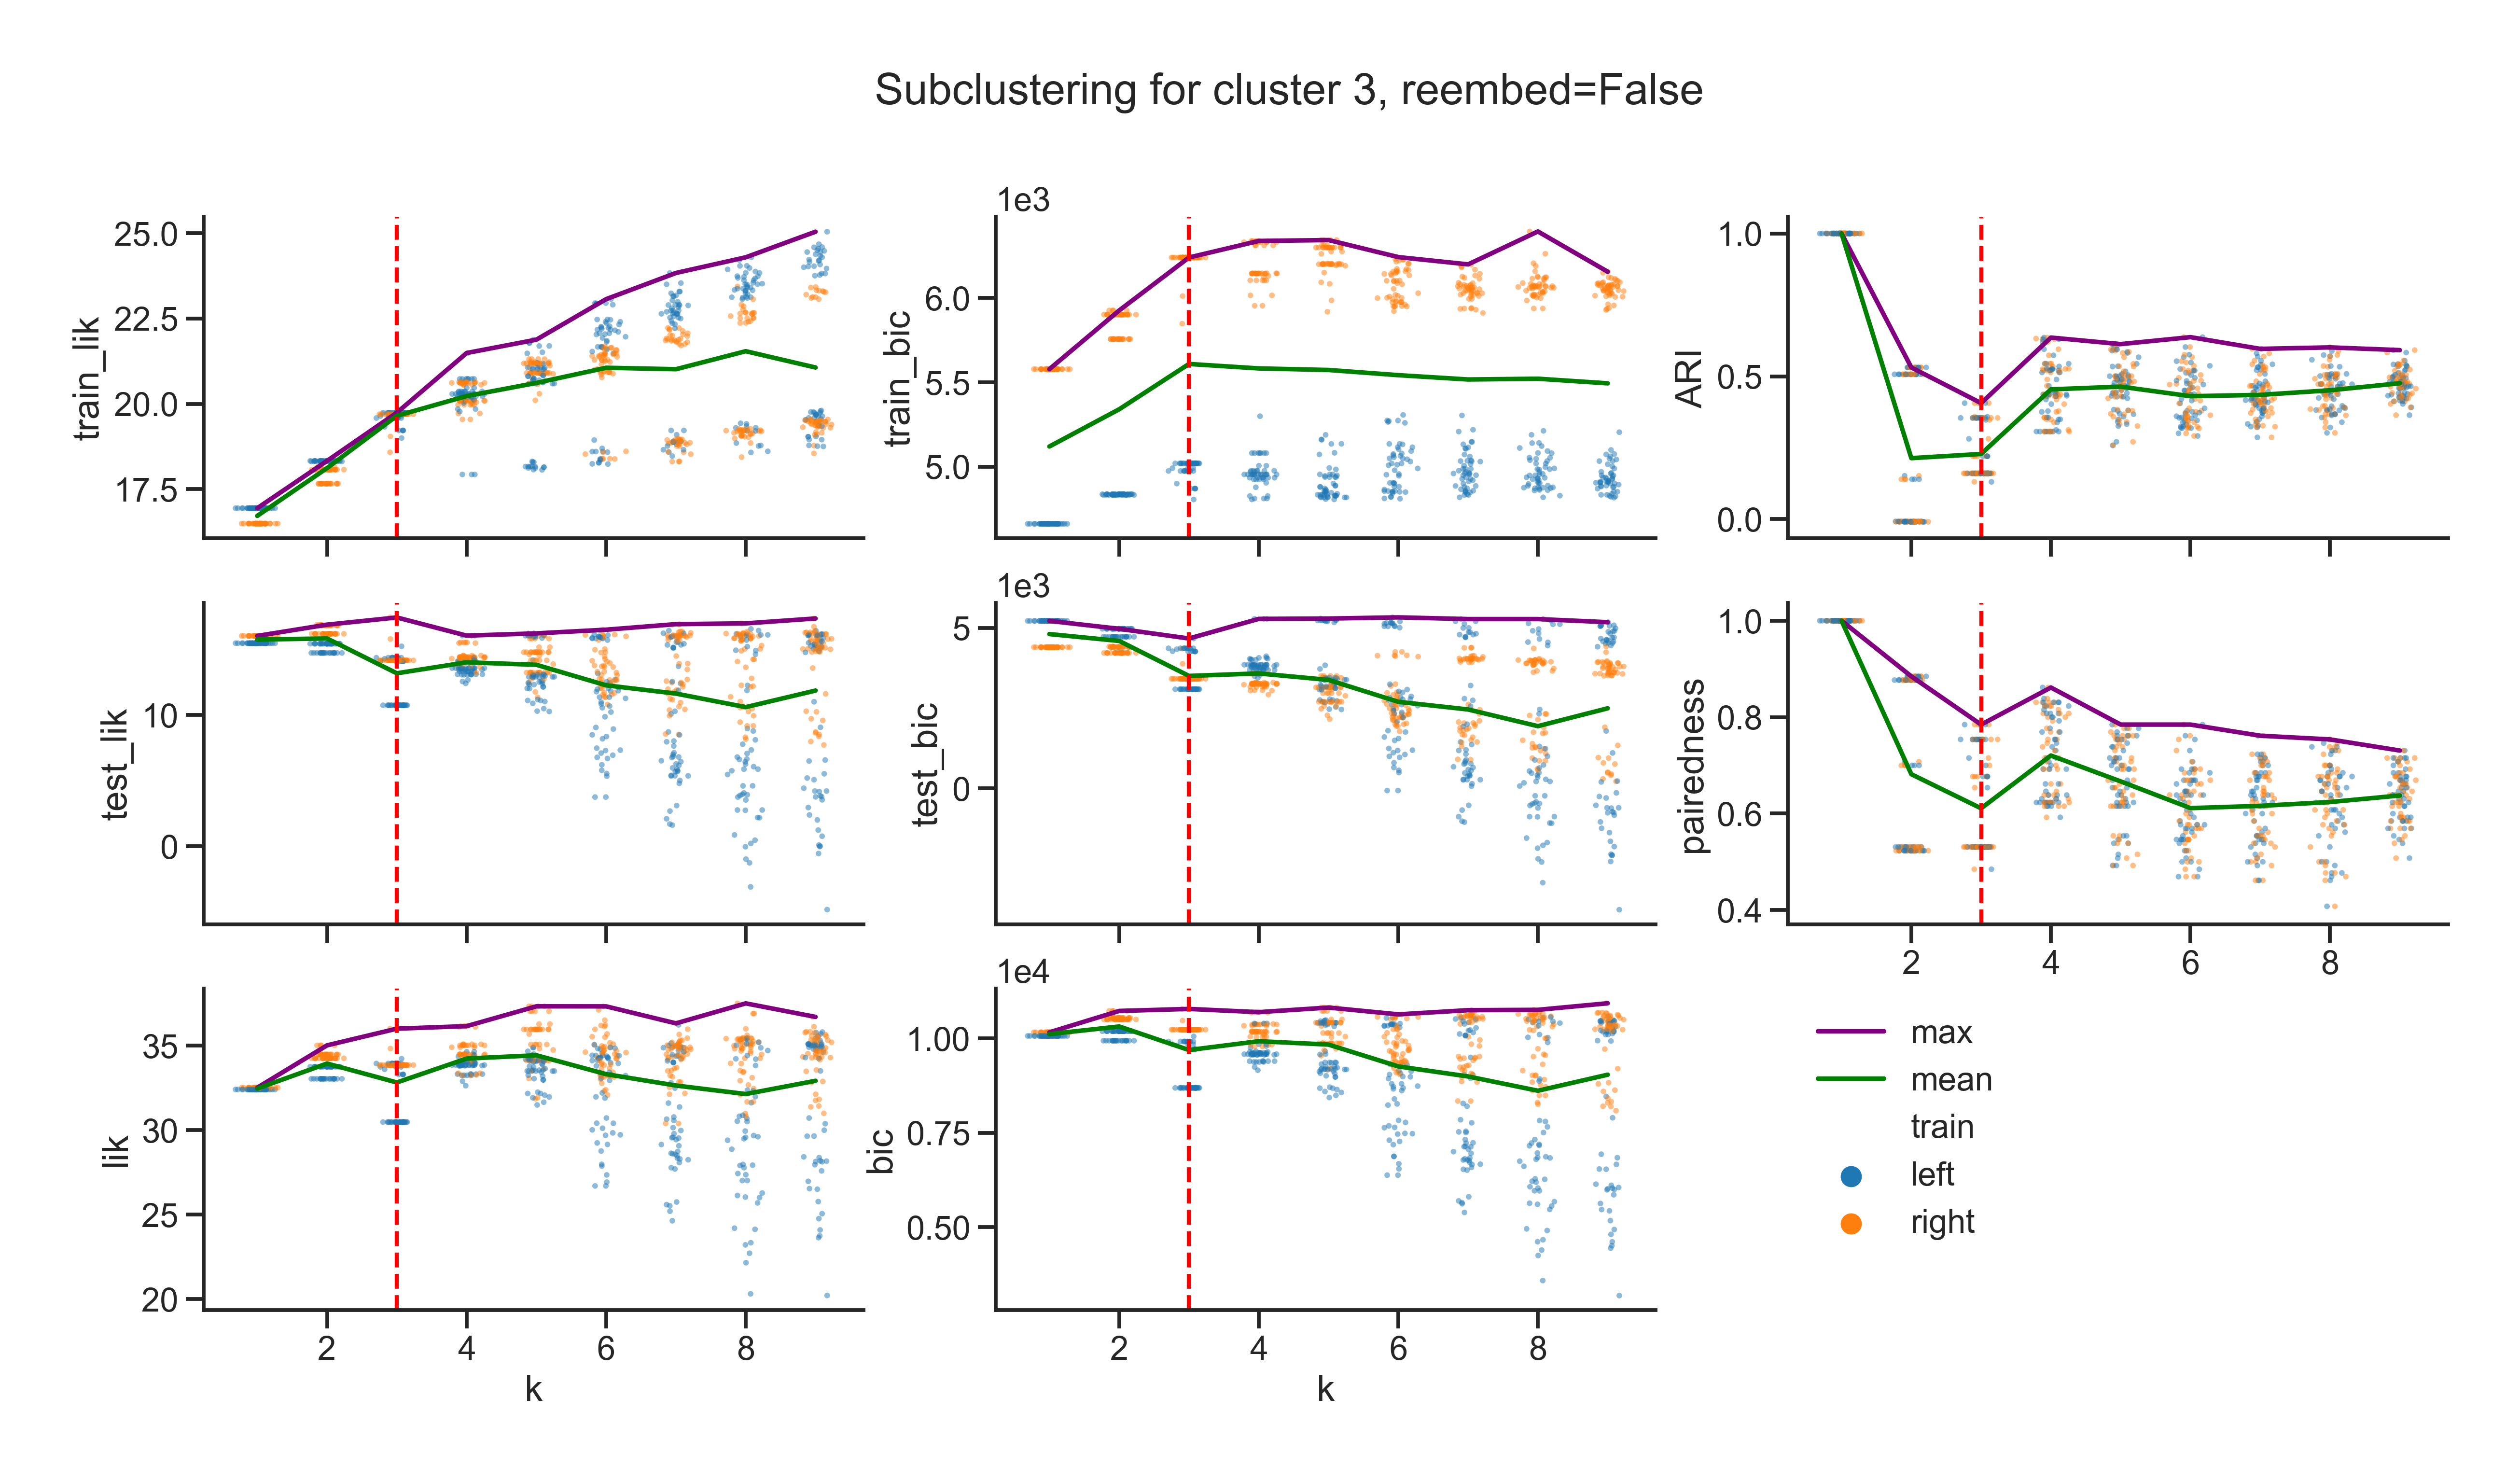 Subclustering for cluster 3, reembed=False
25.0
22.5
20.0
17.5
train_lik
1e3
6.0
5.5
5.0
train_bic
1.0
0.5
0.0
ARI
10
0
test_lik
1e3
5
0
test_bic
1.0
0.8
0.6
0.4
pairedness
2 4 6 8
35
30
25
20
lik
2 4 6 8
k
1e4
1.00
0.75
0.50
bic
2 4 6 8
k
max
mean
train
left
right